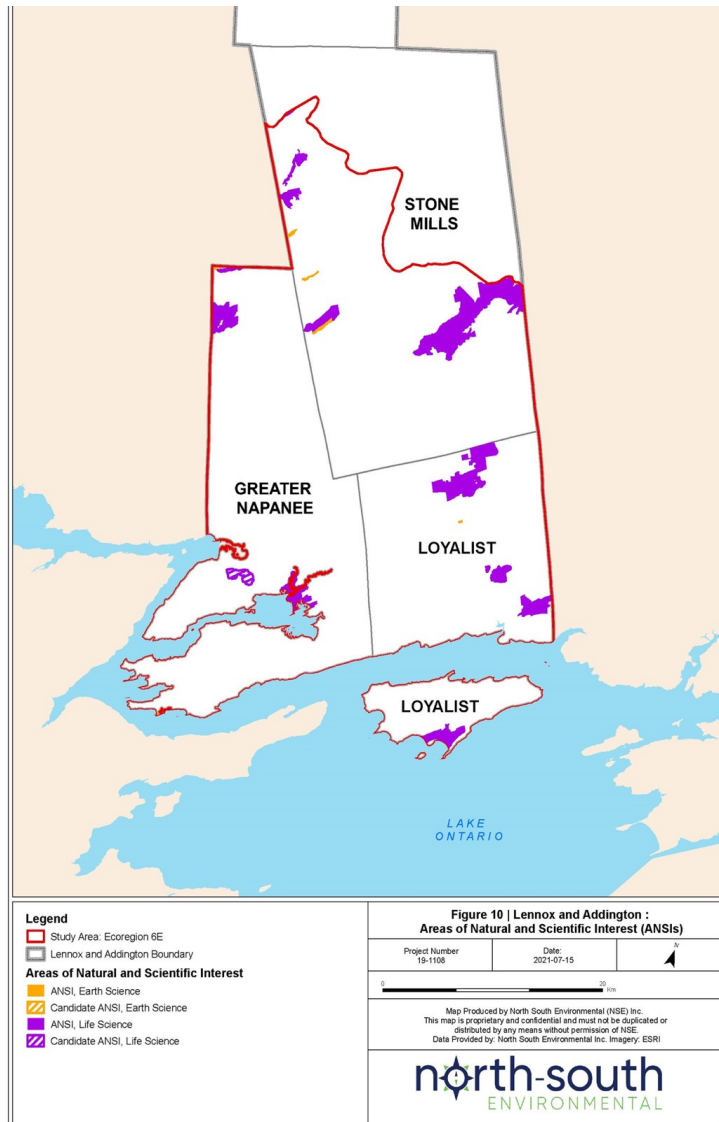 STONE
MILLS
GREATER
NAPANEE
LOYALIST
LOYALIST
LAKE
ONTARIO
Legend
Study Area: Ecoregion 6E
Lennox and Addington Boundary
Areas of Natural and Scientific Interest
ANSI, Earth Science
Candidate ANSI, Earth Science
ANSI, Life Science
Candidate ANSI, Life Science
Figure 10 | Lennox and Addington :
Areas of Natural and Scientific Interest (ANSIs)
Project Number
19-1108
Date:
2021-07-15
N
0 20
Km
Map Produced by North South Environmental (NSE) Inc.
This map is proprietary and confidential and must not be duplicated or
distributed by any means without permission of NSE.
Data Provided by: North South Environmental Inc. Imagery: ESRI
north-south
ENVIRONMENTAL